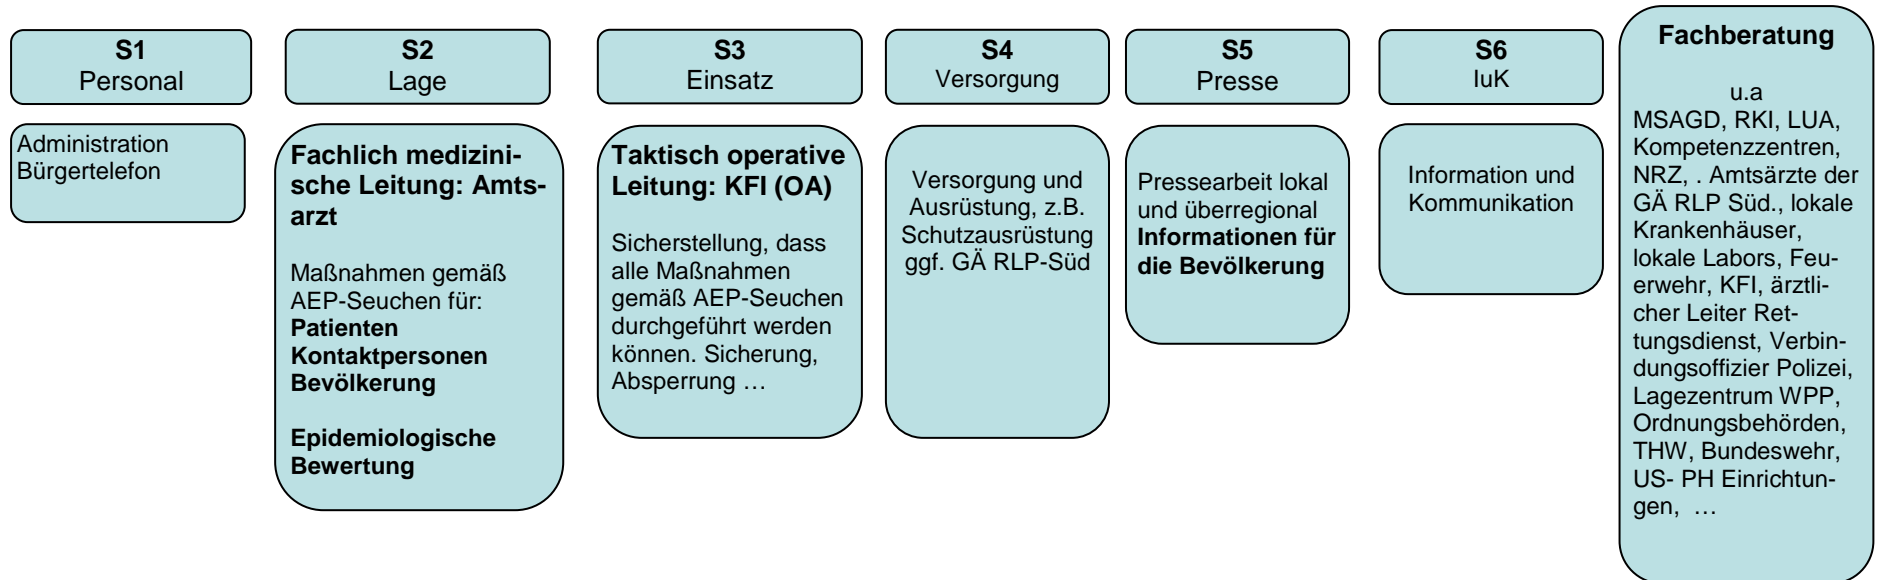 S1
Personal
S2
Lage
S3
Einsatz
S4
Versorgung
S5
Presse
S6
IuK
Administration
Bürgertelefon
Fachlich medizini-
sche Leitung: Amts-
arzt
Maßnahmen gemäß
AEP-Seuchen für:
Patienten
Kontaktpersonen
Bevölkerung
Epidemiologische
Bewertung
Taktisch operative
Leitung: KFI (OA)
Sicherstellung, dass
alle Maßnahmen
gemäß AEP-Seuchen
durchgeführt werden
können. Sicherung,
Absperrung …
Versorgung und
Ausrüstung, z.B.
Schutzausrüstung
ggf. GÄ RLP-Süd
Pressearbeit lokal
und überregional
Informationen für
die Bevölkerung
Information und
Kommunikation
Fachberatung
u.a
MSAGD, RKI, LUA,
Kompetenzzentren,
NRZ, . Amtsärzte der
GÄ RLP Süd., lokale
Krankenhäuser,
lokale Labors, Feu-
erwehr, KFI, ärztli-
cher Leiter Ret-
tungsdienst, Verbin-
dungsoffizier Polizei,
Lagezentrum WPP,
Ordnungsbehörden,
THW, Bundeswehr,
US- PH Einrichtun-
gen, …